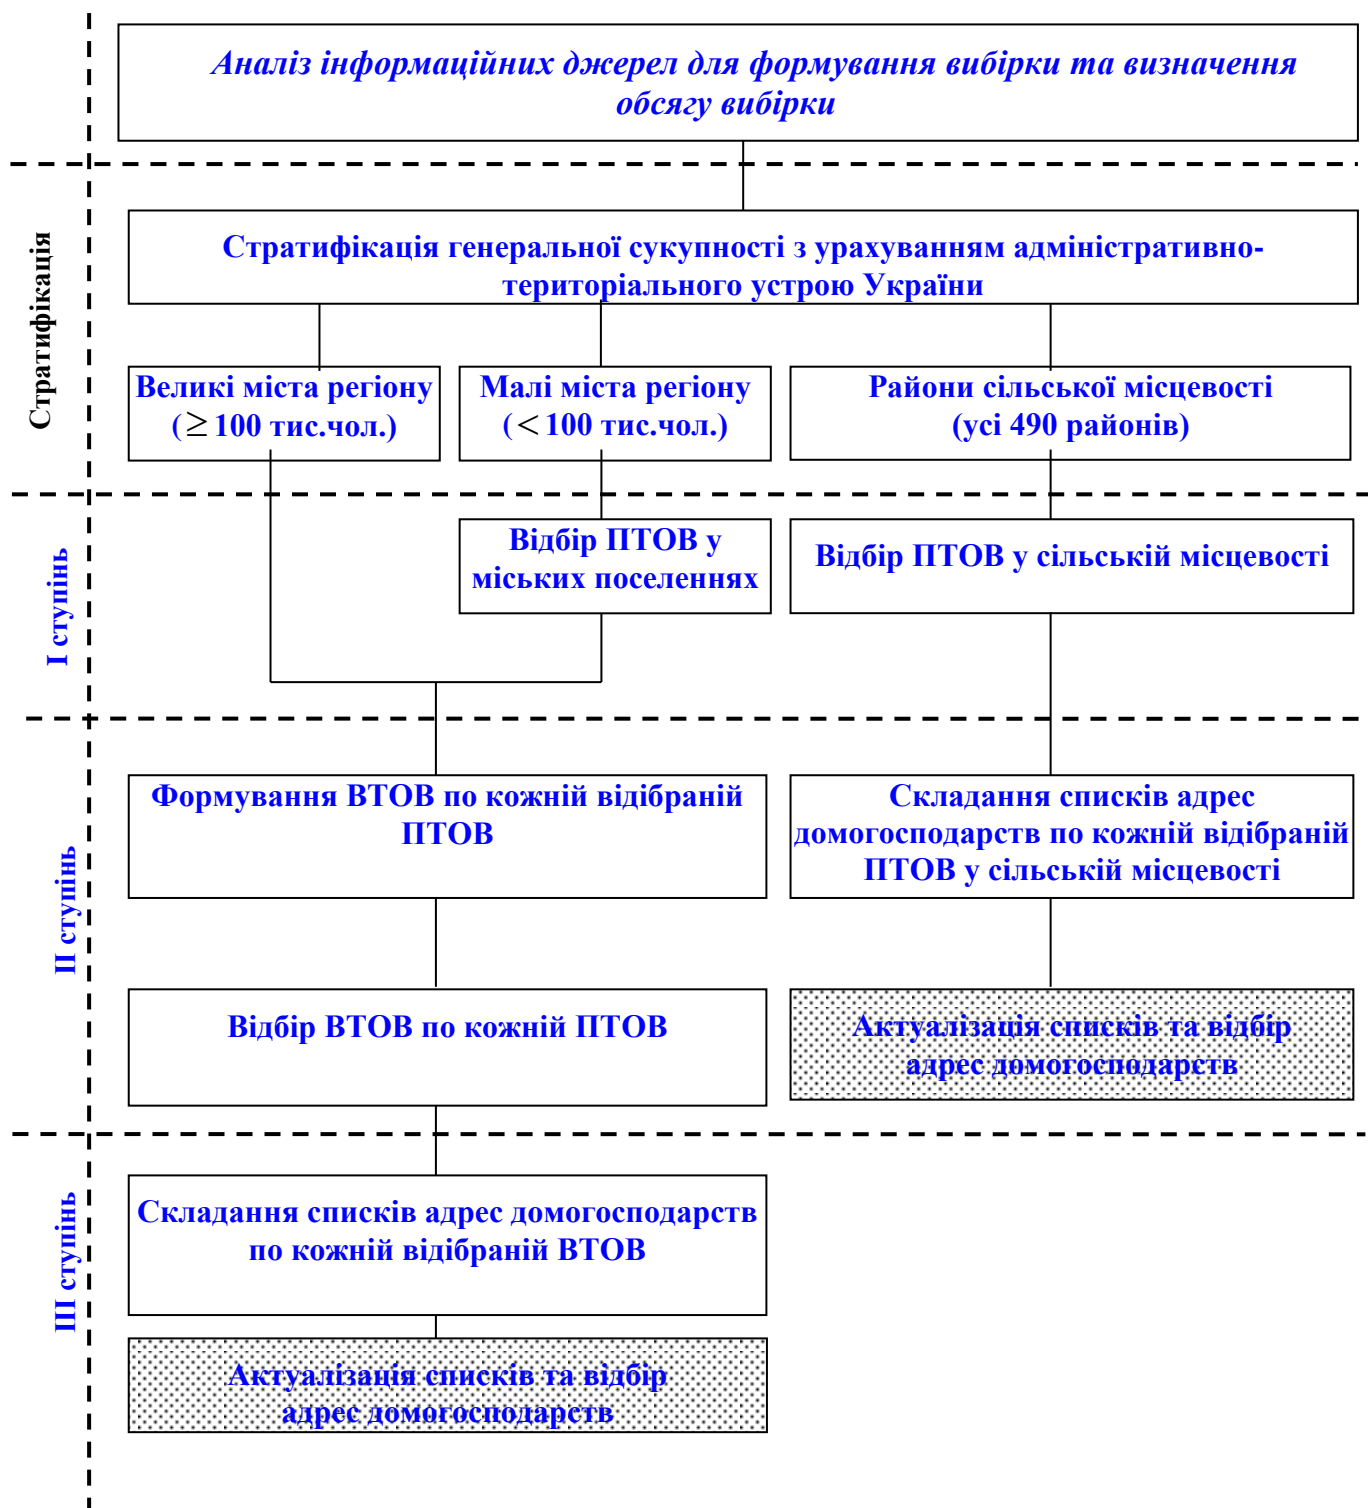 Аналіз інформаційних джерел для формування вибірки та визначення
обсягу вибірки
Стратифікація
Стратифікація генеральної сукупності з урахуванням адміністративно-
територіального устрою України
Великі міста регіону
(≥ 100 тис.чол.)
Малі міста регіону
(< 100 тис.чол.)
Райони сільської місцевості
(усі 490 районів)
I ступінь
Відбір ПТОВ у
міських поселеннях
Відбір ПТОВ у сільській місцевості
II ступінь
Формування ВТОВ по кожній відібраній
ПТОВ
Складання списків адрес
домогосподарств по кожній відібраній
ПТОВ у сільській місцевості
Відбір ВТОВ по кожній ПТОВ
Актуалізація списків та відбір
адрес домогосподарств
III ступінь
Складання списків адрес домогосподарств
по кожній відібраній ВТОВ
Актуалізація списків та відбір
адрес домогосподарств